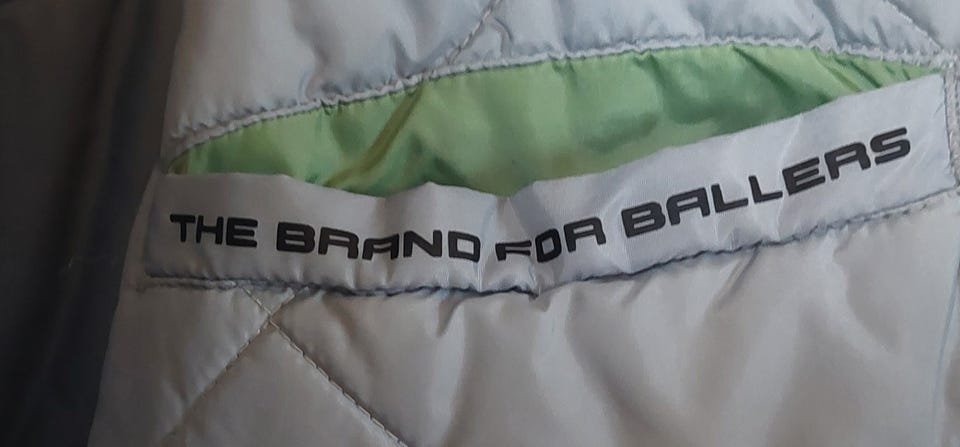 THE BRAND FOR BALLERS